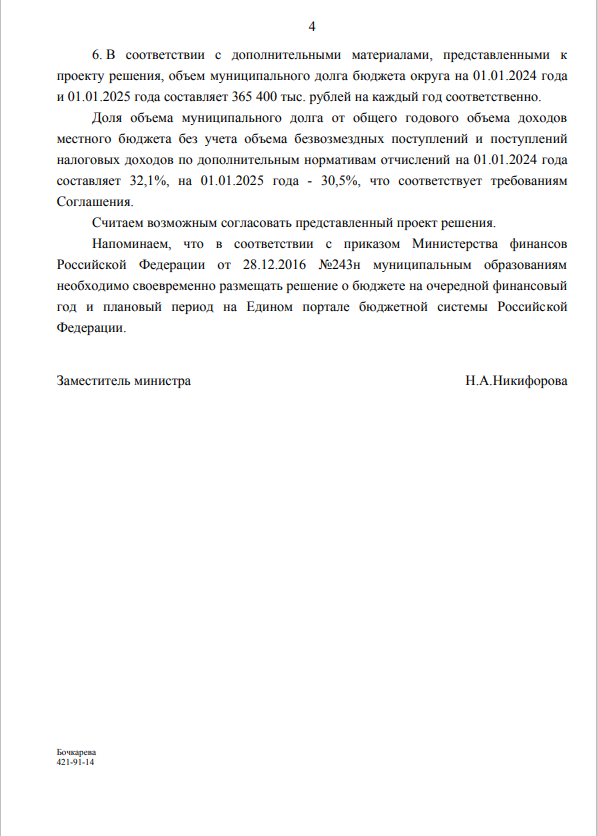 4
6. В соответствии с дополнительными материалами, представленными к
проекту решения, объем муниципального долга бюджета округа на 01.01.2024 года
и 01.01.2025 года составляет 365 400 тыс. рублей на каждый год соответственно.
Доля объема муниципального долга от общего годового объема доходов
местного бюджета без учета объема безвозмездных поступлений и поступлений
налоговых доходов по дополнительным нормативам отчислений на 01.01.2024 года
составляет 32,1%, на 01.01.2025 года - 30,5%, что соответствует требованиям
Соглашения.
Считаем возможным согласовать представленный проект решения.
Напоминаем, что в соответствии с приказом Министерства финансов
Российской Федерации от 28.12.2016 №243н муниципальным образованиям
необходимо своевременно размещать решение о бюджете на очередной финансовый
год и плановый период на Едином портале бюджетной системы Российской
Федерации.
Заместитель министра Н.А.Никифорова
Бочкарева
421-91-14